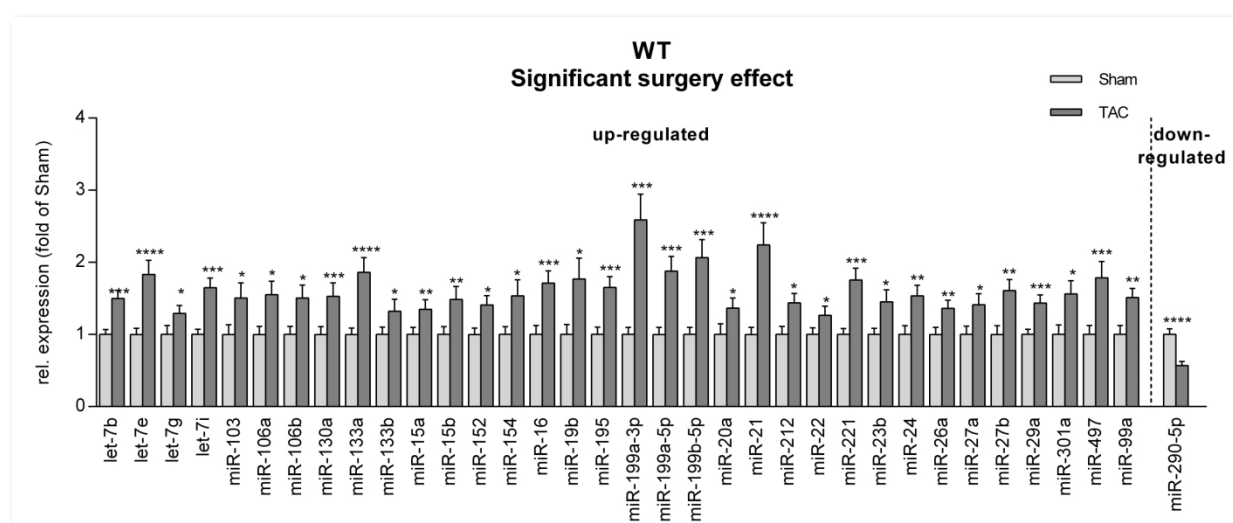 WT
Significant surgery effect
Sham
TAC
up-regulated
down-
regulated
rel. expression (fold of Sham)
4
3
2
1
0
***
****
*
***
*
*
*
***
****
*
**
**
*
*
***
*
***
***
***
***
*
****
*
*
***
*
**
**
*
**
***
*
***
**
****
let-7b
let-7e
let-7g
let-7i
miR-103
miR-106a
miR-106b
miR-130a
miR-133a
miR-133b
miR-15a
miR-15b
miR-152
miR-154
miR-16
miR-19b
miR-195
miR-199a-3p
miR-199a-5p
miR-199b-5p
miR-20a
miR-21
miR-212
miR-22
miR-221
miR-23b
miR-24
miR-26a
miR-27a
miR-27b
miR-29a
miR-301a
miR-497
miR-99a
miR-290-5p